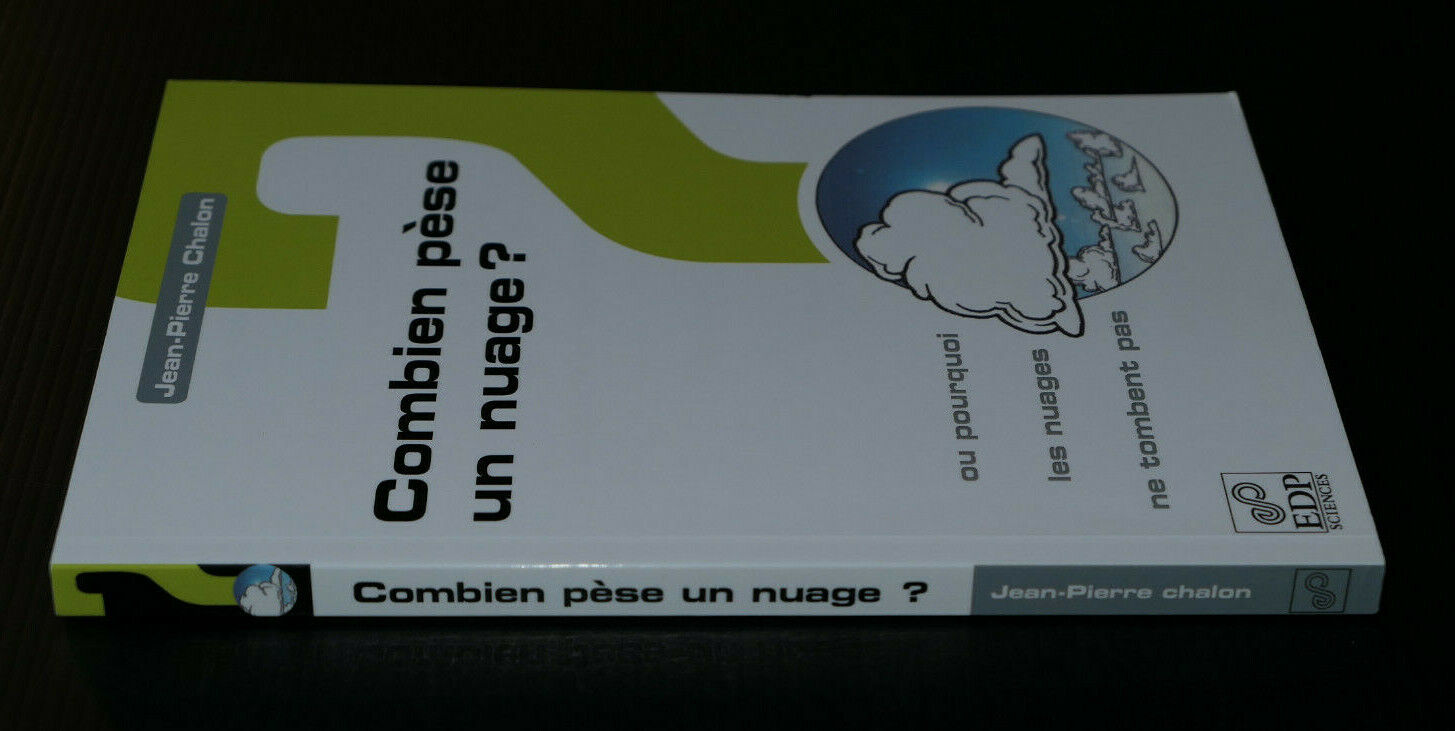 Jean-Pierre Chalon
Combien pèse
un nuage ?
ou pourquoi
les nuages
ne tombent pas
EDP
SCIENCES
Combien pèse un nuage ?
Jean-Pierre chalon